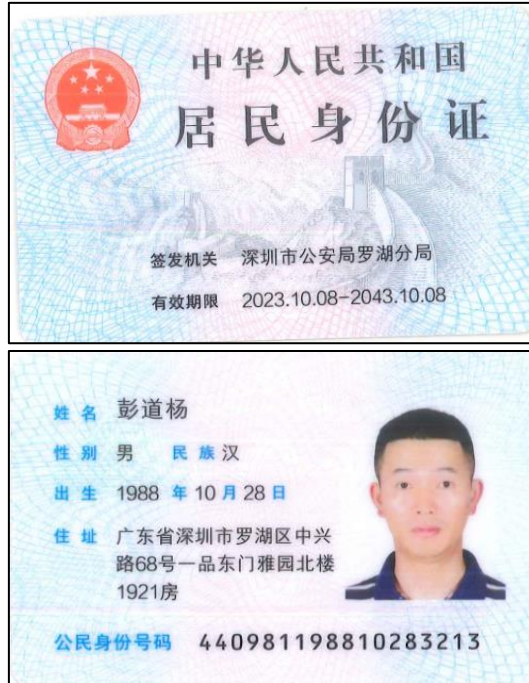 中华人民共和国
居民身份证
签发机关 深圳市公安局罗湖分局
有效期限 2023.10.08-2043.10.08
姓名 彭道杨
性别 男 民族 汉
出生 1988 年 10 月 28 日
住址 广东省深圳市罗湖区中兴
路68号一品东门雅园北楼
1921房
公民身份号码 440981198810283213